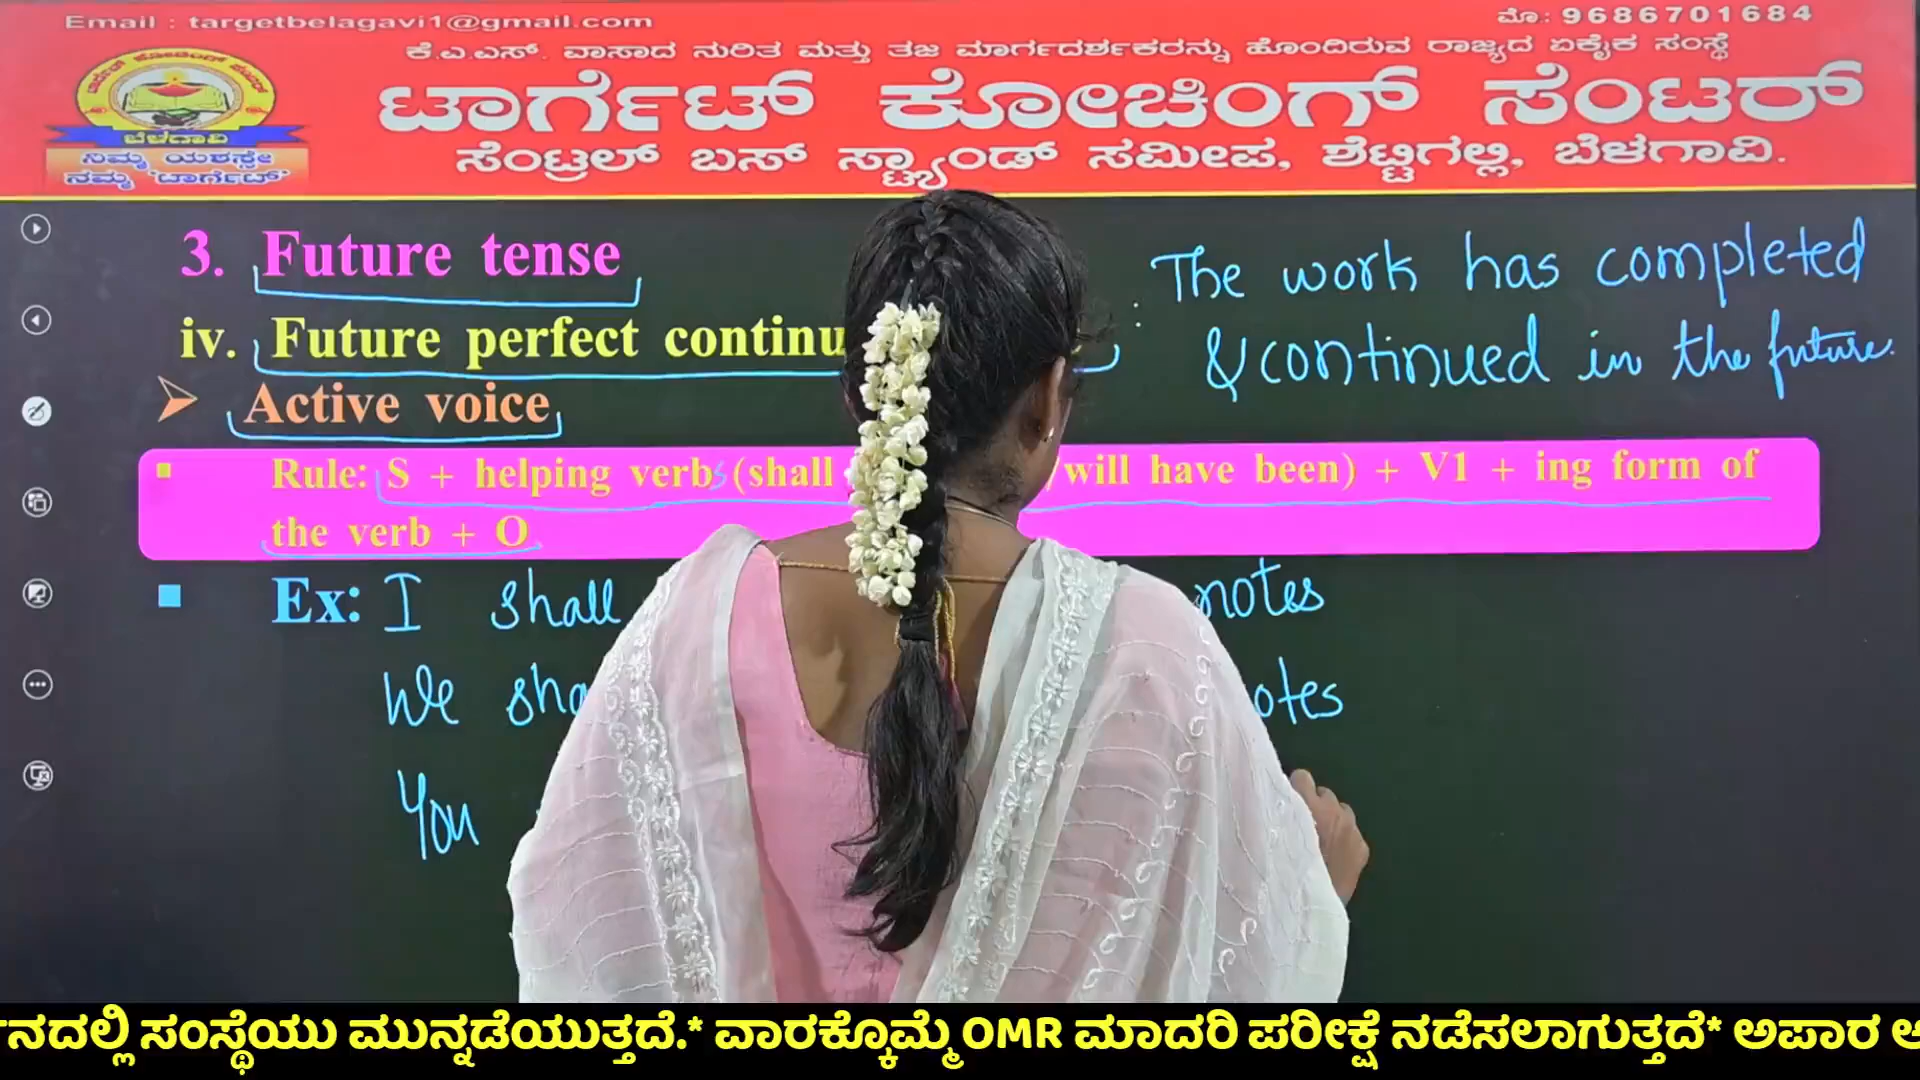 Email : targetbelagavi1@gmail.com
ಮೊ.: 9686701684
ಕೆ.ಎ.ಎಸ್. ಪಾಸಾದ ನುರಿತ ಮತ್ತು ತಜ್ಞ ಮಾರ್ಗದರ್ಶಕರನ್ನು ಹೊಂದಿರುವ ರಾಜ್ಯದ ಏಕೈಕ ಸಂಸ್ಥೆ
ಟಾರ್ಗೆಟ್ ಕೋಚಿಂಗ್ ಸೆಂಟರ್
ಸೆಂಟ್ರಲ್ ಬಸ್ ಸ್ಟ್ಯಾಂಡ್ ಸಮೀಪ, ಶೆಟ್ಟಿಗಲ್ಲಿ, ಬೆಳಗಾವಿ.
ಬೆಳಗಾವಿ
ನಿಮ್ಮ ಯಶಸ್ಸೇ
ನಮ್ಮ 'ಟಾರ್ಗೆಟ್'
3. Future tense
iv. Future perfect continu
: The work has completed
& continued in the future.
Active voice
Rule: S + helping verbs (shall /will have been) + V1 + ing form of
the verb + O
Ex: I shall notes
We sha otes
You
ನದಲ್ಲಿ ಸಂಸ್ಥೆಯು ಮುನ್ನಡೆಯುತ್ತದೆ.* ವಾರಕ್ಕೊಮ್ಮೆ OMR ಮಾದರಿ ಪರೀಕ್ಷೆ ನಡೆಸಲಾಗುತ್ತದೆ* ಅಪಾರ